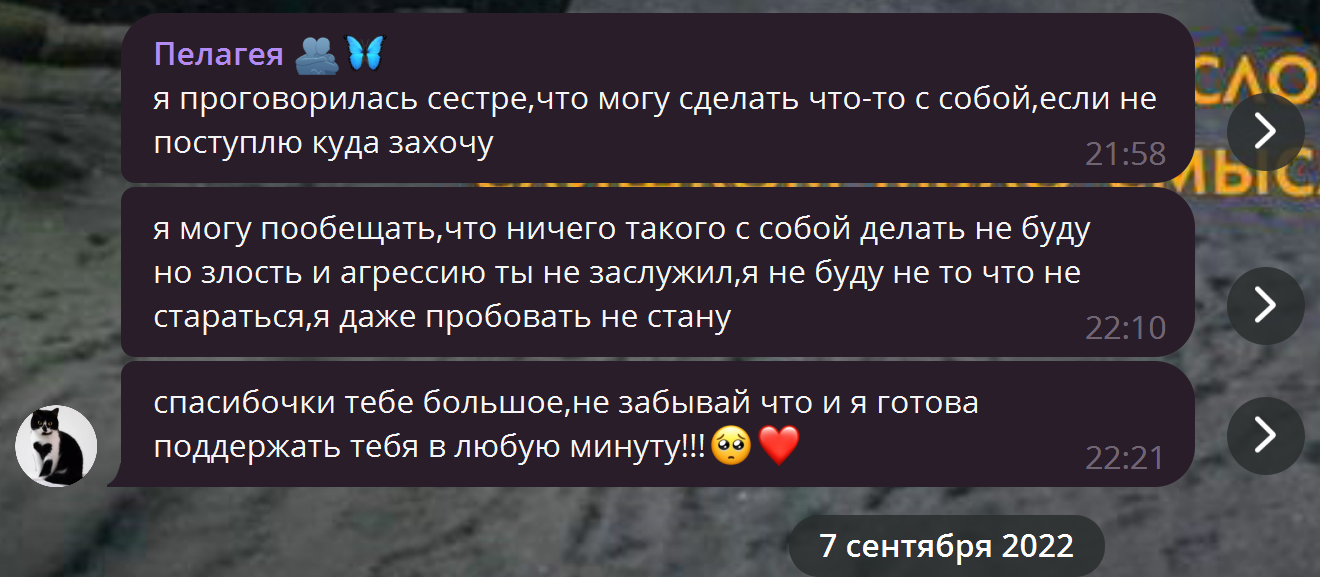 Пелагея 🫂🦋
я проговорилась сестре,что могу сделать что-то с собой,если не
поступлю куда захочу
21:58
я могу пообещать,что ничего такого с собой делать не буду
но злость и агрессию ты не заслужил,я не буду не то что не
стараться,я даже пробовать не стану
22:10
спасибочки тебе большое,не забывай что и я готова
поддержать тебя в любую минуту!!!🥺❤️
22:21
7 сентября 2022